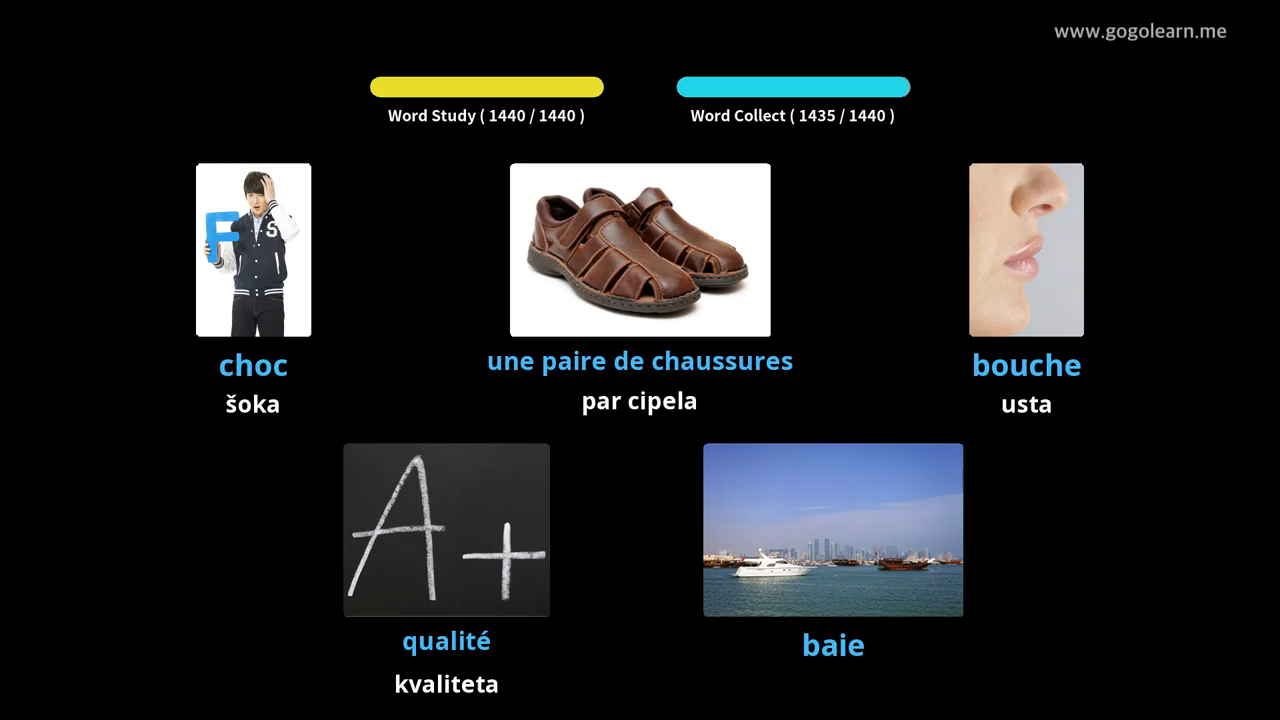 www.gogolearn.me
Word Study ( 1440 / 1440 )
Word Collect ( 1435 / 1440 )
F
S
choc
une paire de chaussures
bouche
šoka
par cipela
usta
A+
qualité
baie
kvaliteta